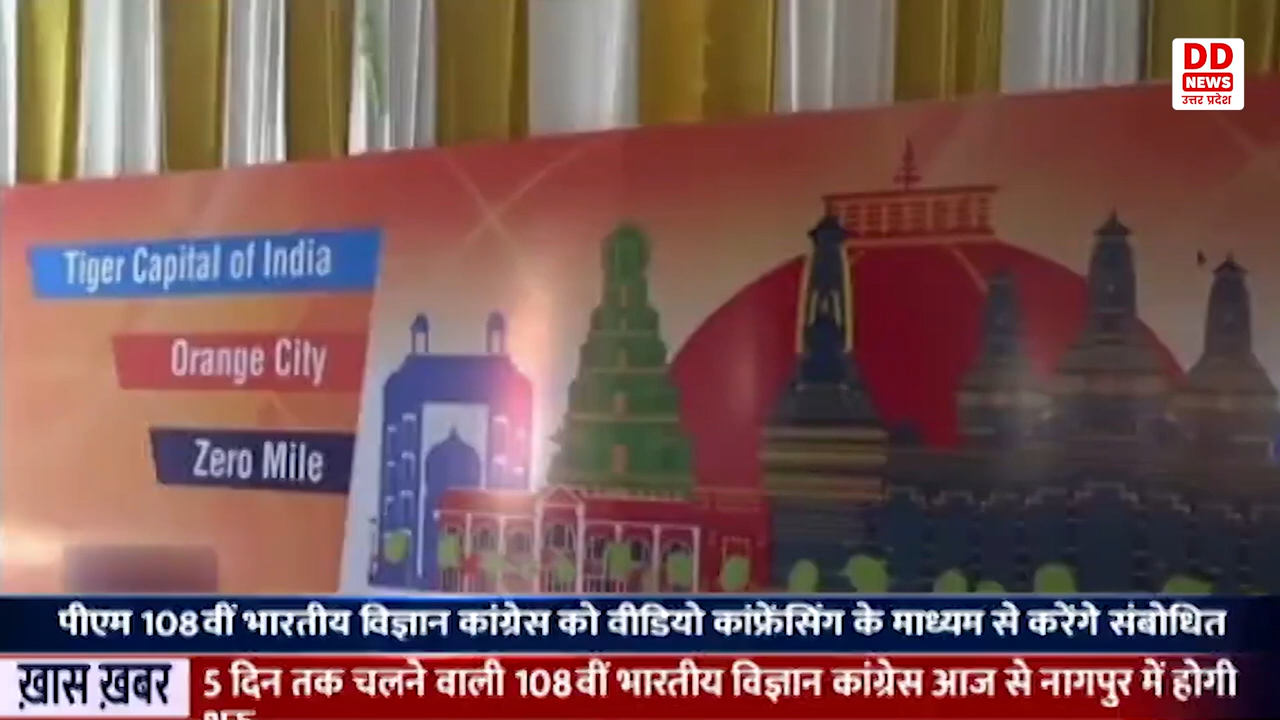 DD
NEWS
उत्तर प्रदेश
Tiger Capital of India
Orange City
Zero Mile
पीएम 108वीं भारतीय विज्ञान कांग्रेस को वीडियो कांफ्रेंसिंग के माध्यम से करेंगे संबोधित
ख़ास ख़बर
5 दिन तक चलने वाली 108वीं भारतीय विज्ञान कांग्रेस आज से नागपुर में होगी